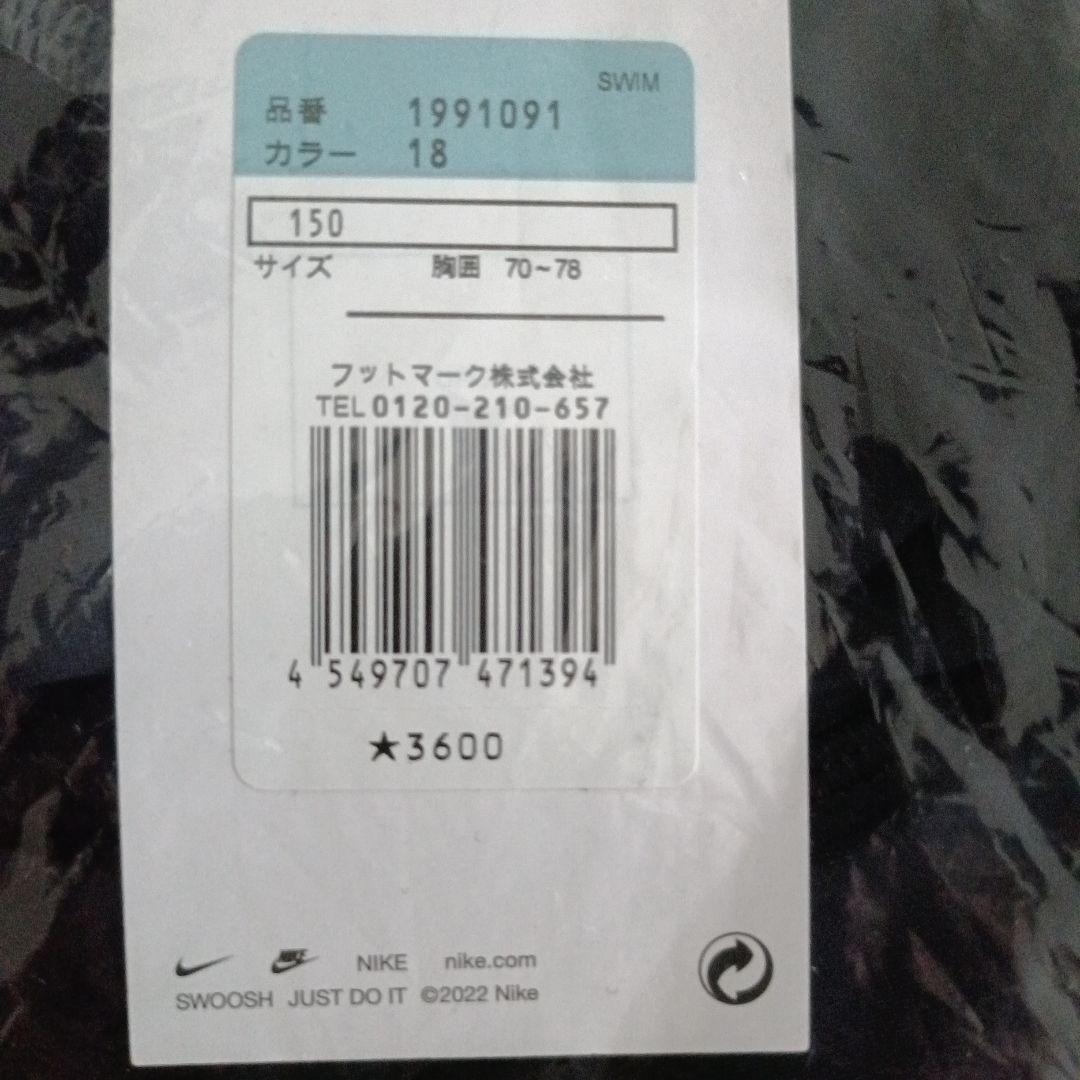 SWIM
品番 1991091
カラー 18
150
サイズ 胸囲 70~78
フットマーク株式会社
TEL 0120-210-657
4 549707 471394
★3600
NIKE NIKE nike.com
SWOOSH JUST DO IT ©2022 Nike